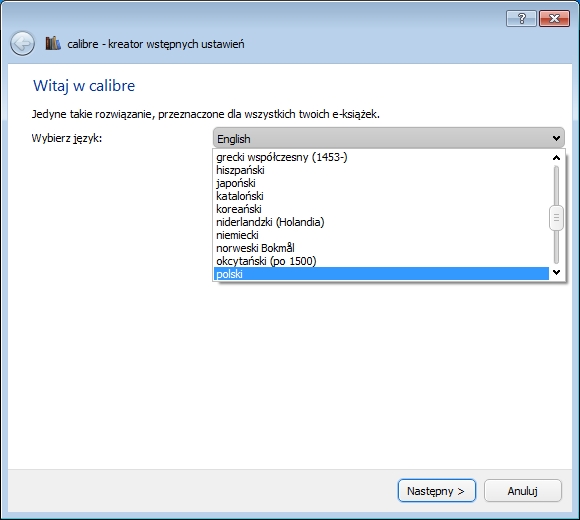 ?
calibre - kreator wstępnych ustawień
Witaj w calibre
Jedyne takie rozwiązanie, przeznaczone dla wszystkich twoich e-książek.
Wybierz język:
English
grecki współczesny (1453-)
hiszpański
japoński
kataloński
koreański
niderlandzki (Holandia)
niemiecki
norweski Bokmål
okcytański (po 1500)
polski
Następny >
Anuluj